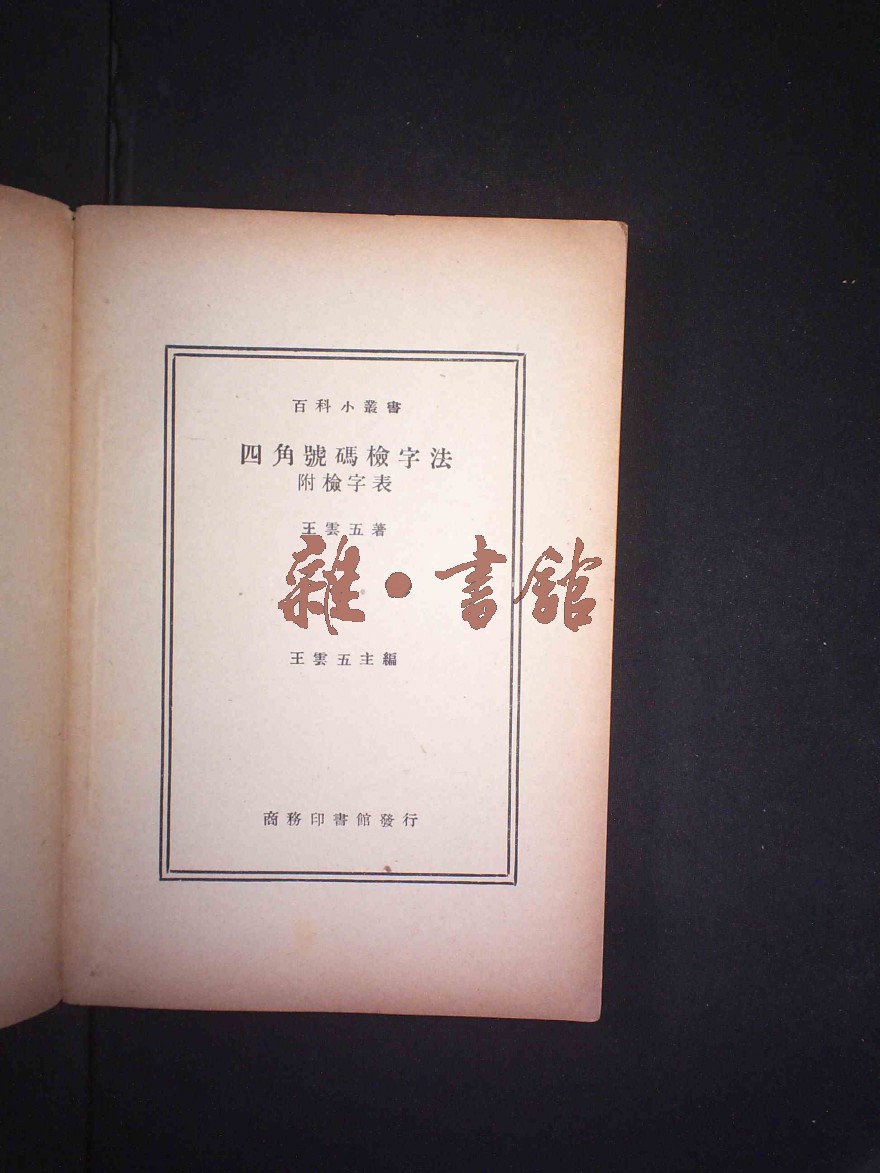 百科小叢書
四角號碼檢字法
附檢字表
王雲五著
雜·書館
王雲五主編
商務印書館發行